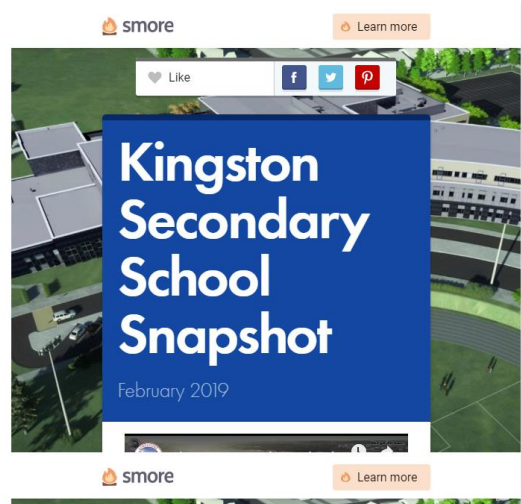 smore
Learn more
Like
Kingston
Secondary
School
Snapshot
February 2019
smore
Learn more